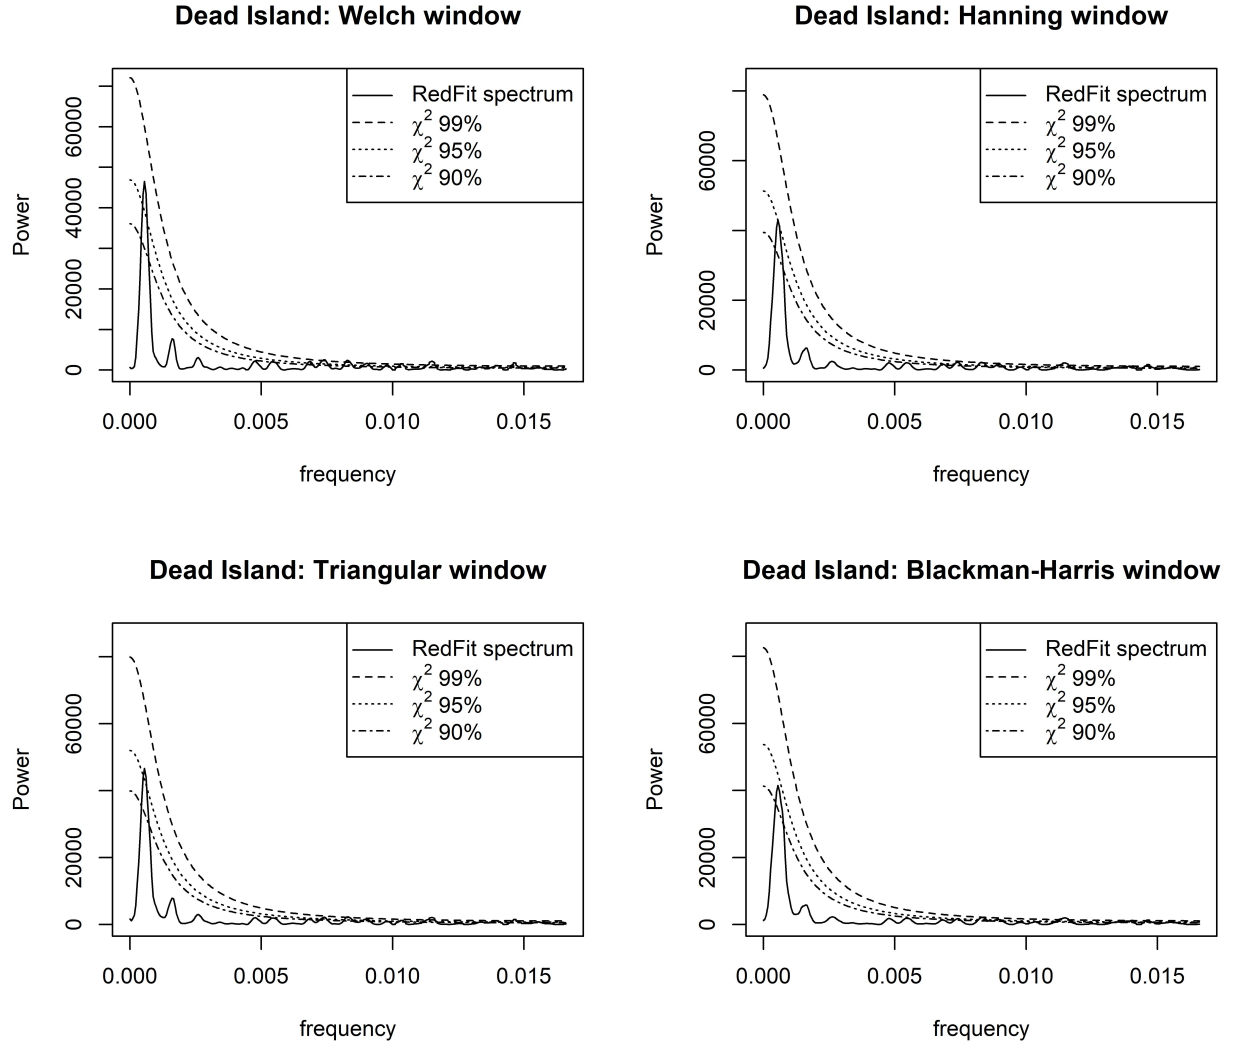 Dead Island: Welch window
RedFit spectrum
χ² 99%
χ² 95%
χ² 90%
Power
60000
40000
20000
0
0.000 0.005 0.010 0.015
frequency
Dead Island: Hanning window
RedFit spectrum
χ² 99%
χ² 95%
χ² 90%
Power
60000
20000
0
0.000 0.005 0.010 0.015
frequency
Dead Island: Triangular window
RedFit spectrum
χ² 99%
χ² 95%
χ² 90%
Power
60000
20000
0
0.000 0.005 0.010 0.015
frequency
Dead Island: Blackman-Harris window
RedFit spectrum
χ² 99%
χ² 95%
χ² 90%
Power
60000
20000
0
0.000 0.005 0.010 0.015
frequency